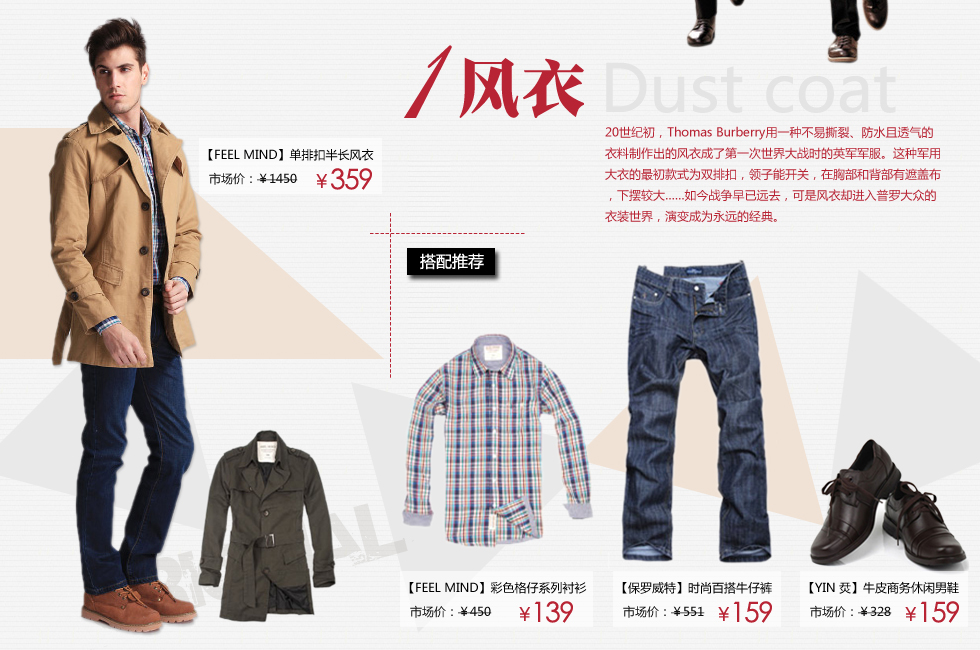 1 风衣 Dust coat
20世纪初，Thomas Burberry用一种不易撕裂、防水且透气的
衣料制作出的风衣成了第一次世界大战时的英军军服。这种军用
大衣的最初款式为双排扣，领子能开关，在胸部和背部有遮盖布
，下摆较大......如今战争早已远去，可是风衣却进入普罗大众的
衣装世界，演变成为永远的经典。
【FEEL MIND】单排扣半长风衣
市场价：￥1450 ￥359
搭配推荐
【FEEL MIND】彩色格仔系列衬衫
市场价：￥450 ￥139
【保罗威特】时尚百搭牛仔裤
市场价：￥551 ￥159
【YIN 烎】牛皮商务休闲男鞋
市场价：￥328 ￥159